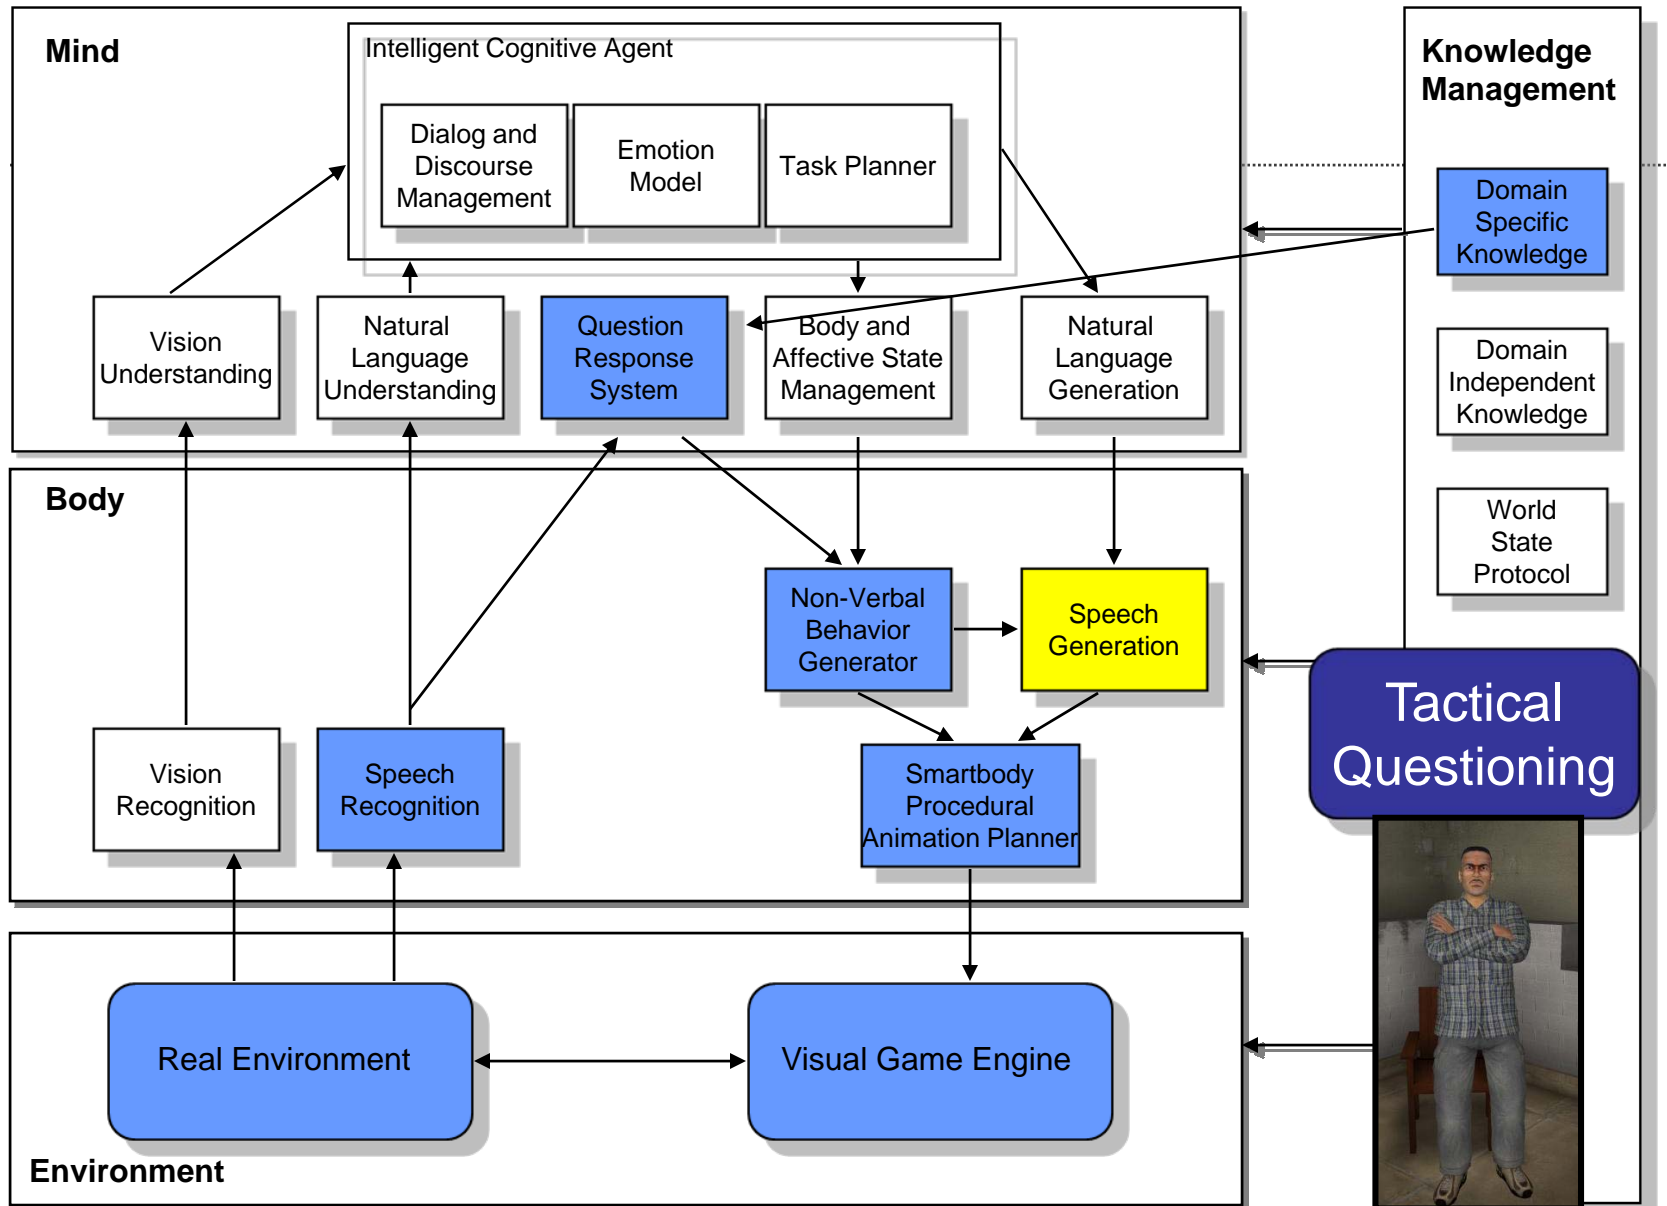 Mind
Intelligent Cognitive Agent
Dialog and
Discourse
Management
Emotion
Model
Task Planner
Vision
Understanding
Natural
Language
Understanding
Question
Response
System
Body and
Affective State
Management
Natural
Language
Generation
Knowledge
Management
Domain
Specific
Knowledge
Domain
Independent
Knowledge
World
State
Protocol
Body
Non-Verbal
Behavior
Generator
Speech
Generation
Vision
Recognition
Speech
Recognition
Smartbody
Procedural
Animation Planner
Tactical
Questioning
Real Environment
Visual Game Engine
Environment